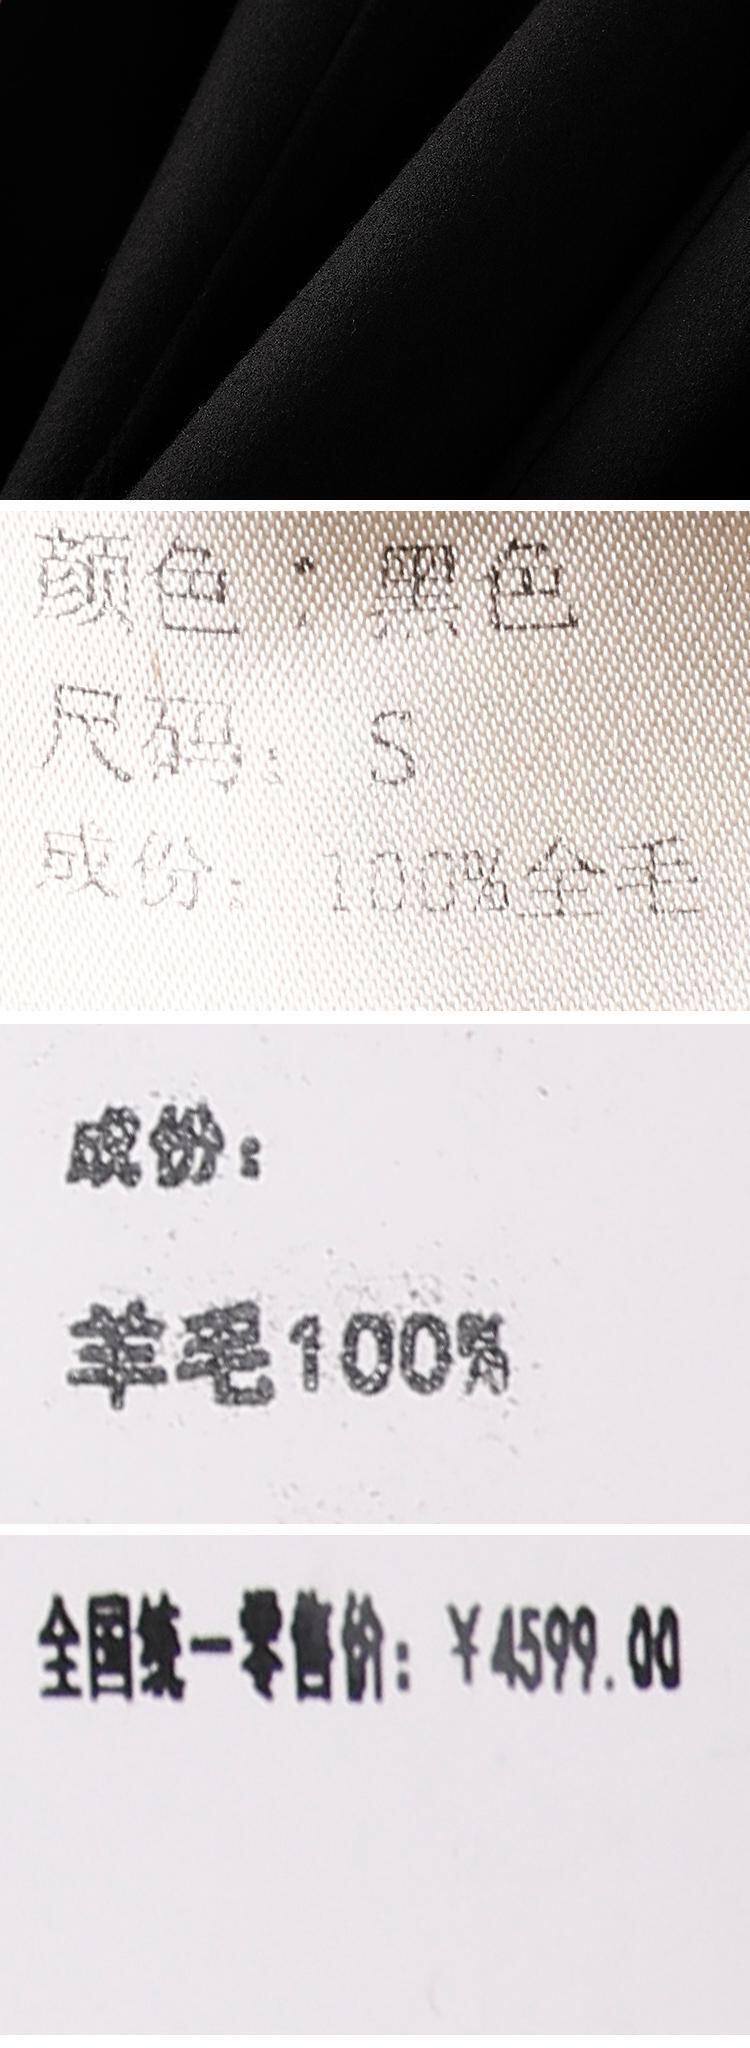 颜色：黑色
尺码： S
成份： 100%全毛
成份：
羊毛100%
全国统一零售价：￥4599.00